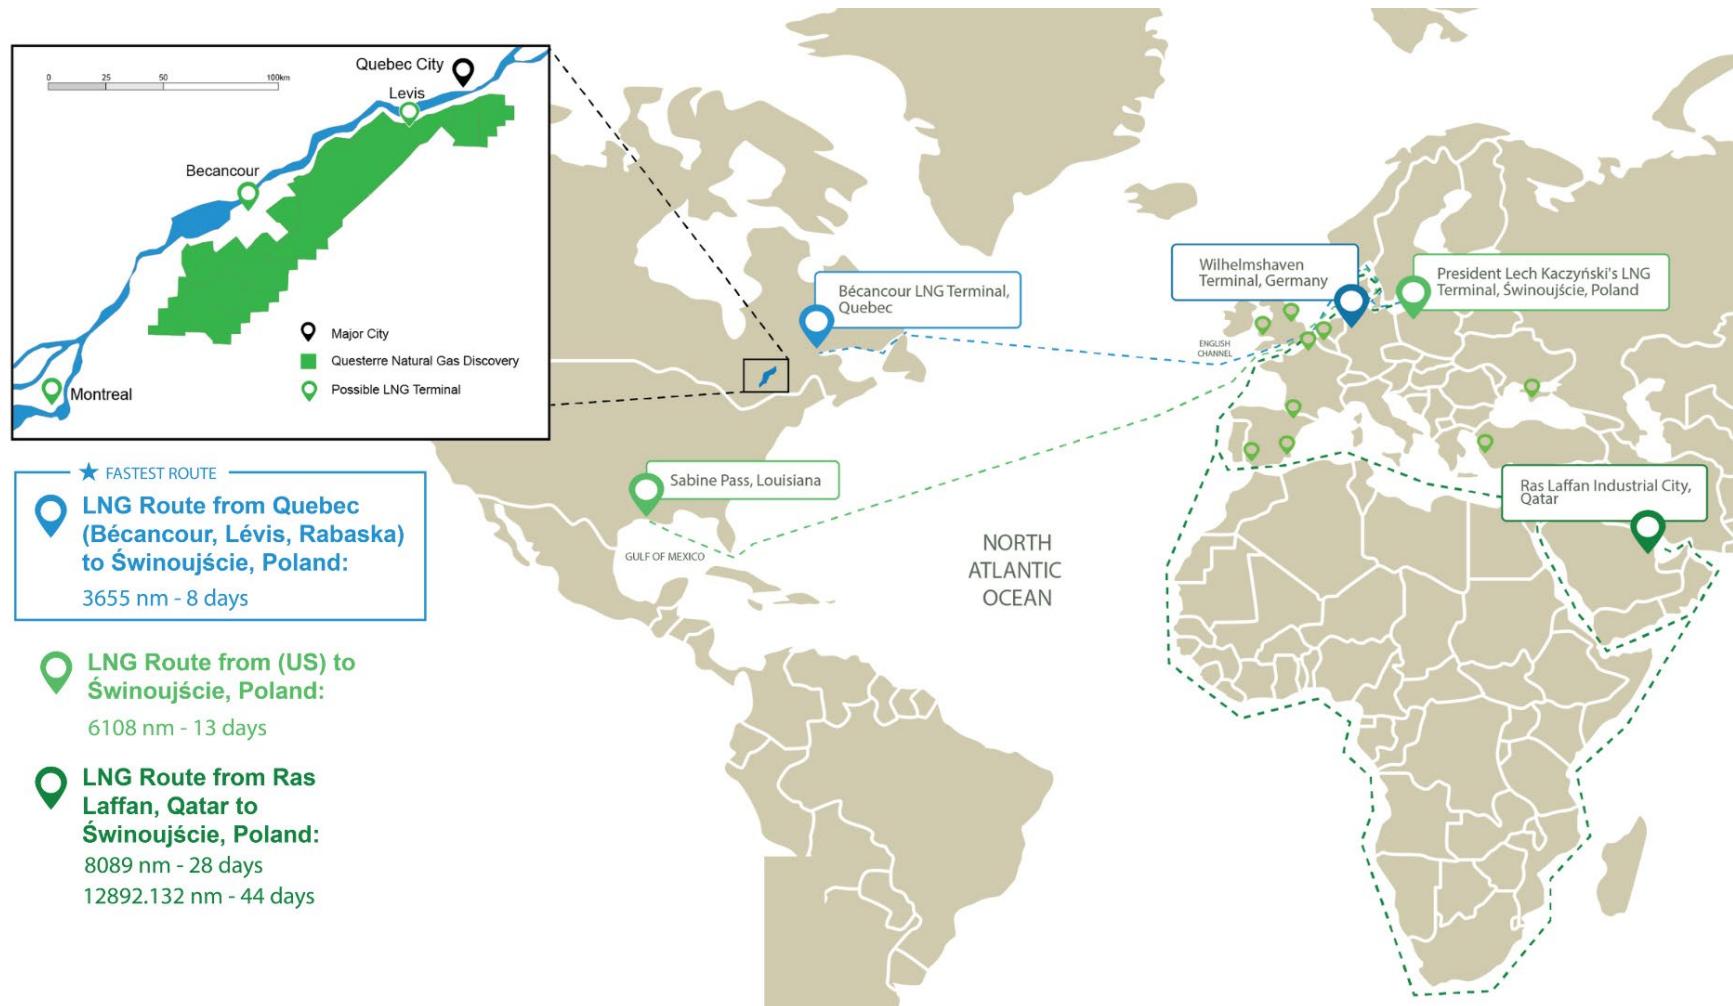 0 25 50 100km
Quebec City
Lévis
Becancour
Major City
Questerre Natural Gas Discovery
Possible LNG Terminal
Montreal
FASTEST ROUTE
LNG Route from Quebec
(Bécancour, Lévis, Rabaska)
to Świnoujście, Poland:
3655 nm - 8 days
LNG Route from (US) to
Świnoujście, Poland:
6108 nm - 13 days
LNG Route from Ras
Laffan, Qatar to
Świnoujście, Poland:
8089 nm - 28 days
12892.132 nm - 44 days
Bécancour LNG Terminal,
Quebec
Sabine Pass, Louisiana
GULF OF MEXICO
NORTH
ATLANTIC
OCEAN
Wilhelmshaven
Terminal, Germany
President Lech Kaczyński's LNG
Terminal, Świnoujście, Poland
ENGLISH
CHANNEL
Ras Laffan Industrial City,
Qatar